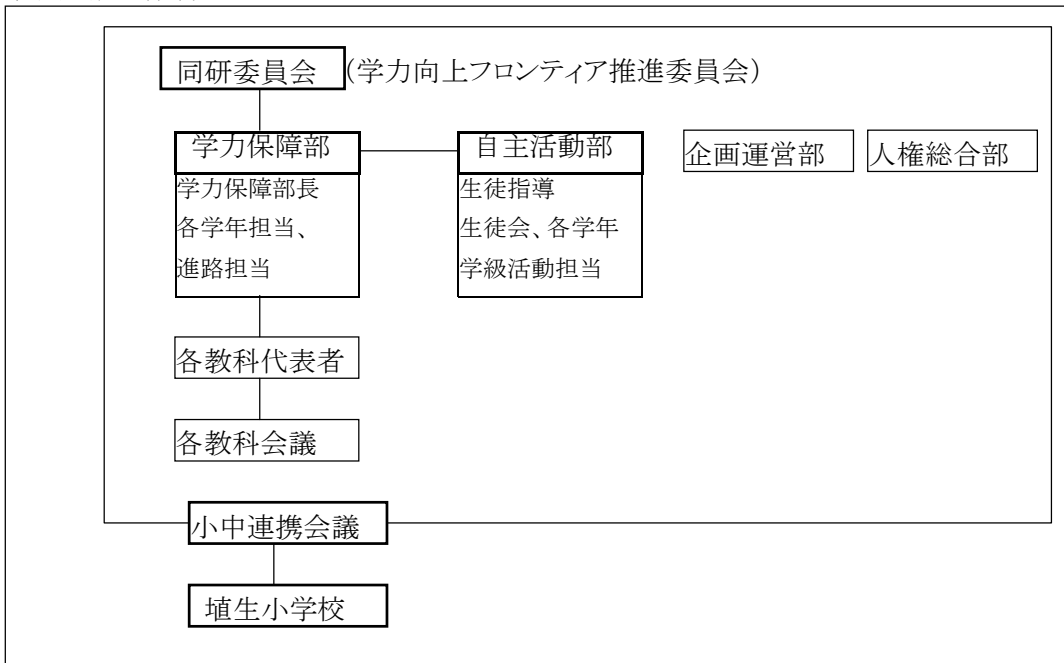 同研委員会 (学力向上フロンティア推進委員会)
学力保障部
自主活動部
企画運営部
人権総合部
学力保障部長
各学年担当、
進路担当
生徒指導
生徒会、各学年
学級活動担当
各教科代表者
各教科会議
小中連携会議
埴生小学校